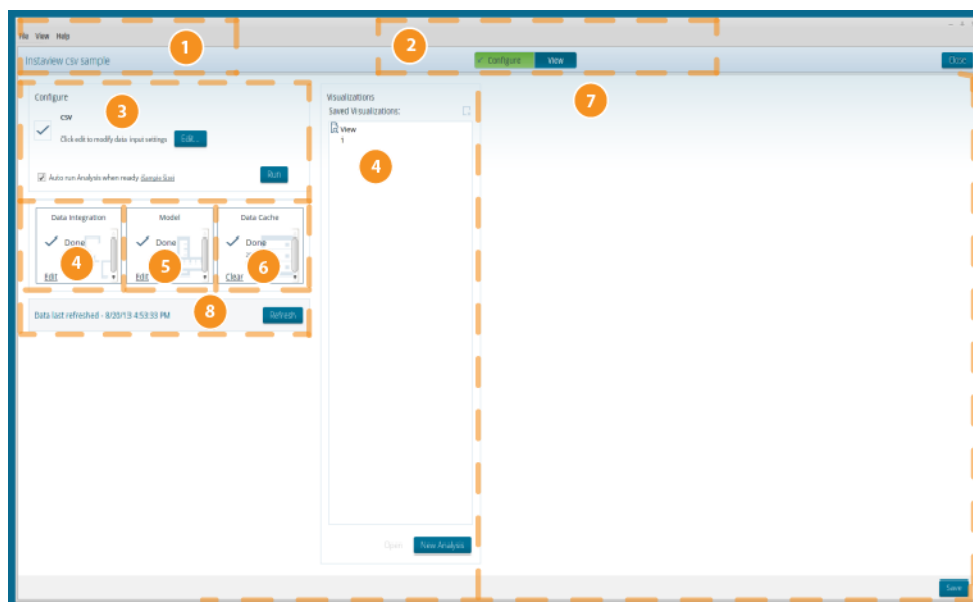 File View Help
1
2
Instaview csv sample
✓ Configure
View
Close
Configure
3
csv
Click edit to modify data input settings
Edit...
Auto run Analysis when ready (Sample Size)
Run
Visualizations
Saved Visualizations:
View
1
4
7
Data Integration
Done
4
Edit
Model
Done
5
Edit
Data Cache
Done
6
Clear
8
Data last refreshed - 8/20/13 4:53:33 PM
Refresh
Open
New Analysis
Save